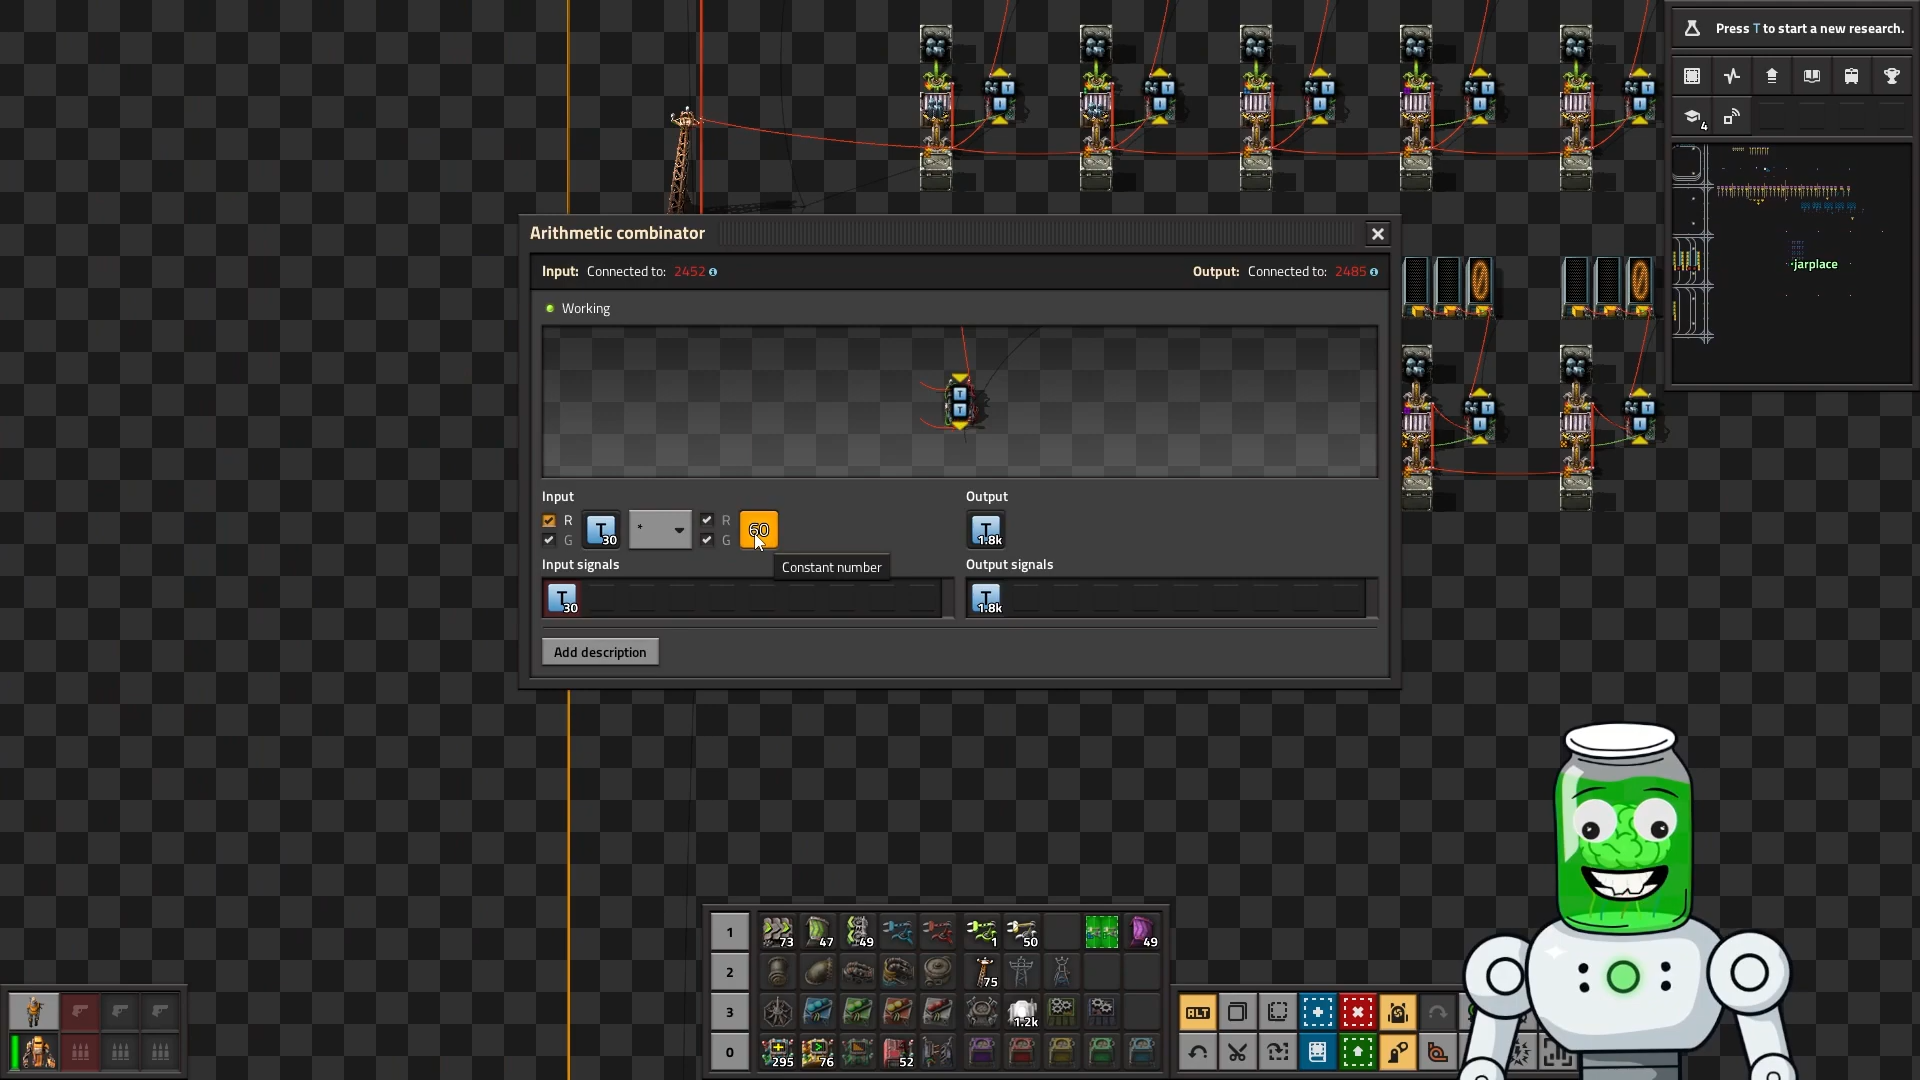 Press T to start a new research.
4
jarplace
Arithmetic combinator
Input: Connected to: 2452
Output: Connected to: 2485
Working
T
T
Input
Output
R
G
T
30
*
R
G
60
T
1.8k
Constant number
Input signals
Output signals
T
30
T
1.8k
Add description
1
73
47
49
1
50
49
2
75
3
1.2k
0
295
76
52
ALT